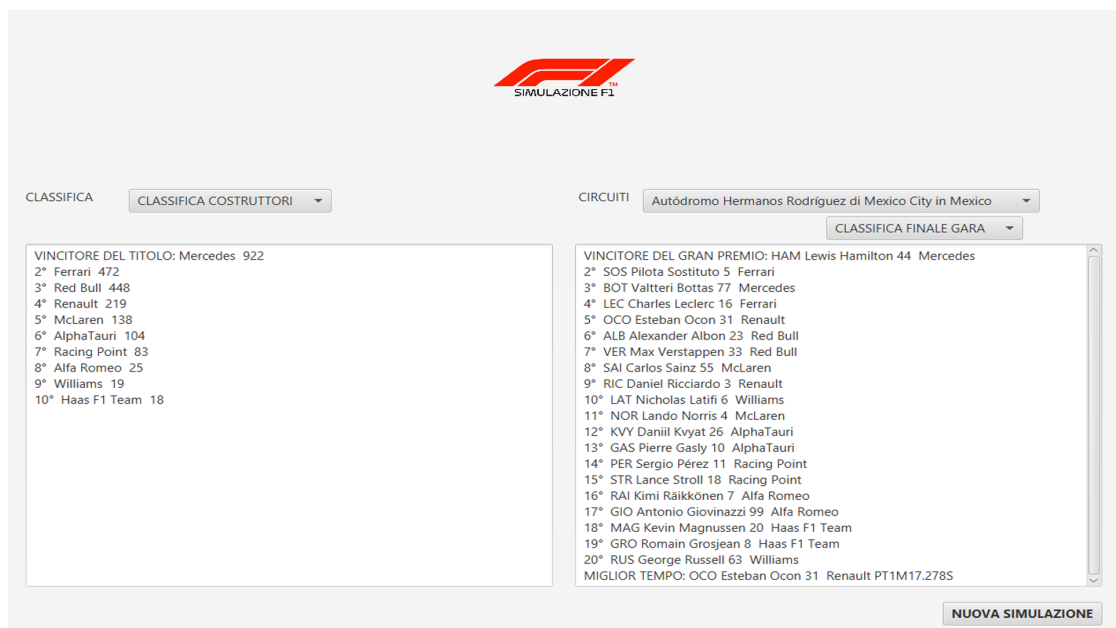 SIMULAZIONE F1
TM
CLASSIFICA
CLASSIFICA COSTRUTTORI
CIRCUITI
Autódromo Hermanos Rodríguez di Mexico City in Mexico
CLASSIFICA FINALE GARA
VINCITORE DEL TITOLO: Mercedes 922
2° Ferrari 472
3° Red Bull 448
4° Renault 219
5° McLaren 138
6° AlphaTauri 104
7° Racing Point 83
8° Alfa Romeo 25
9° Williams 19
10° Haas F1 Team 18
VINCITORE DEL GRAN PREMIO: HAM Lewis Hamilton 44 Mercedes
2° SOS Pilota Sostituto 5 Ferrari
3° BOT Valtteri Bottas 77 Mercedes
4° LEC Charles Leclerc 16 Ferrari
5° OCO Esteban Ocon 31 Renault
6° ALB Alexander Albon 23 Red Bull
7° VER Max Verstappen 33 Red Bull
8° SAI Carlos Sainz 55 McLaren
9° RIC Daniel Ricciardo 3 Renault
10° LAT Nicholas Latifi 6 Williams
11° NOR Lando Norris 4 McLaren
12° KVY Daniil Kvyat 26 AlphaTauri
13° GAS Pierre Gasly 10 AlphaTauri
14° PER Sergio Pérez 11 Racing Point
15° STR Lance Stroll 18 Racing Point
16° RAI Kimi Räikkönen 7 Alfa Romeo
17° GIO Antonio Giovinazzi 99 Alfa Romeo
18° MAG Kevin Magnussen 20 Haas F1 Team
19° GRO Romain Grosjean 8 Haas F1 Team
20° RUS George Russell 63 Williams
MIGLIOR TEMPO: OCO Esteban Ocon 31 Renault PT1M17.278S
NUOVA SIMULAZIONE